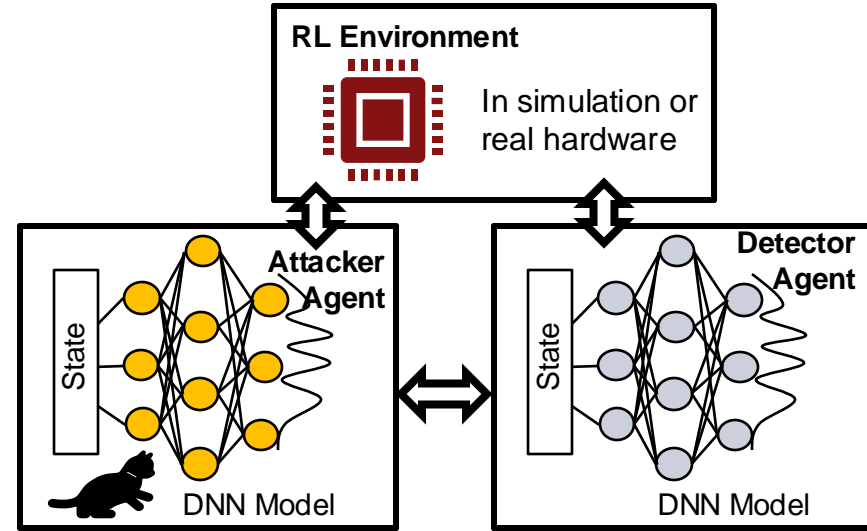 RL Environment
In simulation or
real hardware
Attacker
Agent
State
DNN Model
Detector
Agent
State
DNN Model